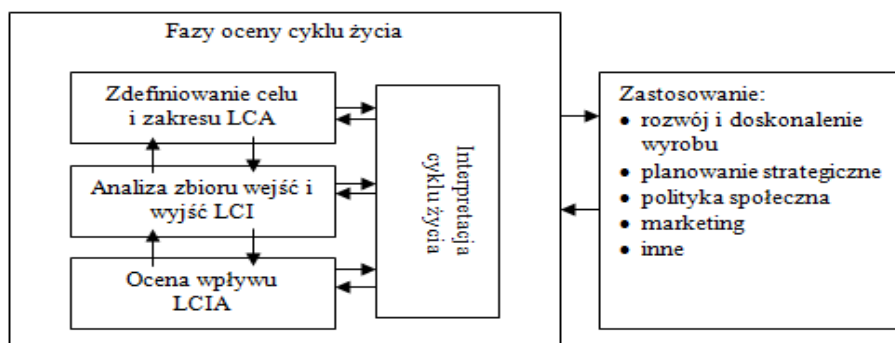 Fazy oceny cyklu życia
Zdefiniowanie celu
i zakresu LCA
Analiza zbioru wejść i
wyjść LCI
Ocena wpływu
LCIA
Interpretacja
cyklu życia
Zastosowanie:
• rozwój i doskonalenie
wyrobu
• planowanie strategiczne
• polityka społeczna
• marketing
• inne